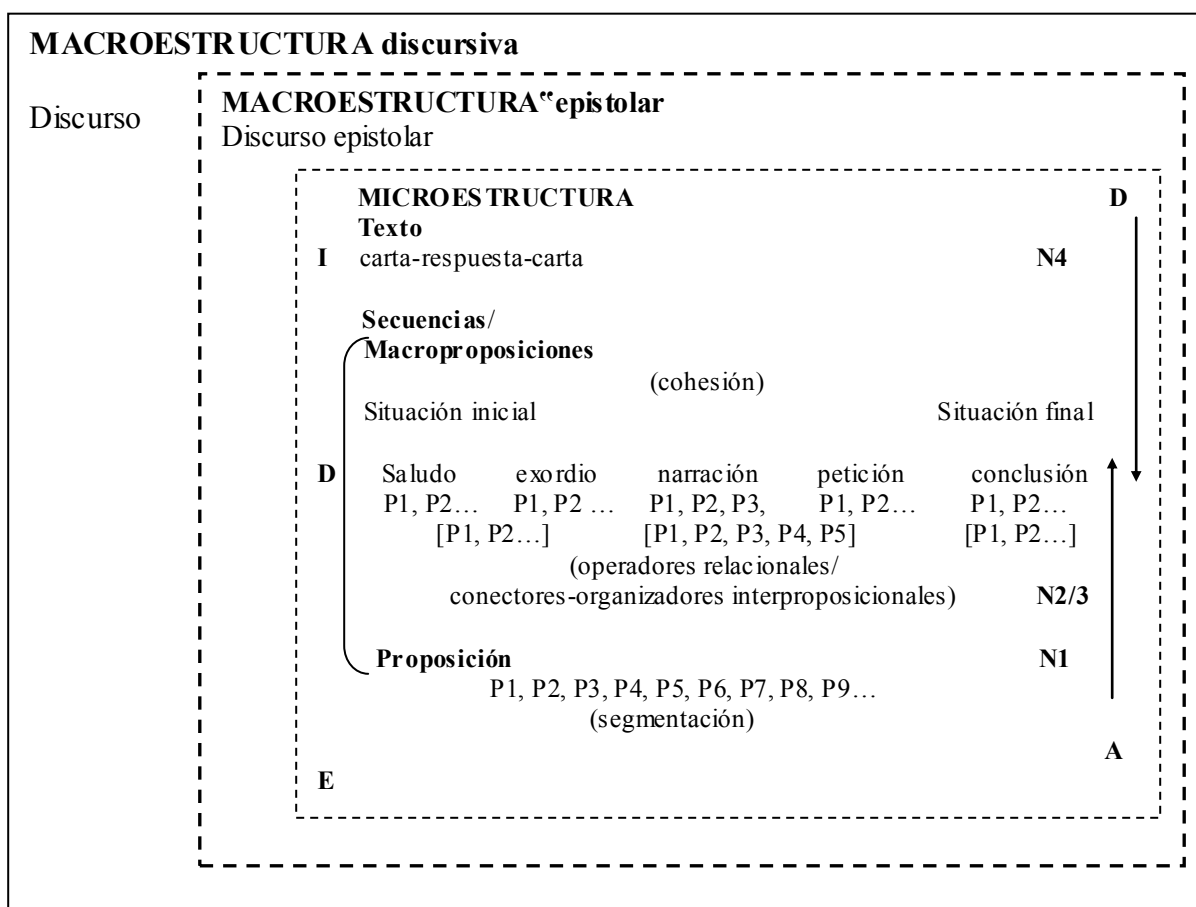 MACROESTRUCTURA discursiva
Discurso
MACROESTRUCTURA‟ epistolar
Discurso epistolar
MICROESTRUCTURA D
Texto
I carta-respuesta-carta N4
Secuencias/
Macroproposiciones
(cohesión)
Situación inicial Situación final
D Saludo exordio narración petición conclusión
P1, P2… P1, P2 … P1, P2, P3, P1, P2… P1, P2…
[P1, P2…] [P1, P2, P3, P4, P5] [P1, P2…]
(operadores relacionales/
conectores-organizadores interproposicionales) N2/3
Proposición N1
P1, P2, P3, P4, P5, P6, P7, P8, P9…
(segmentación)
A
E